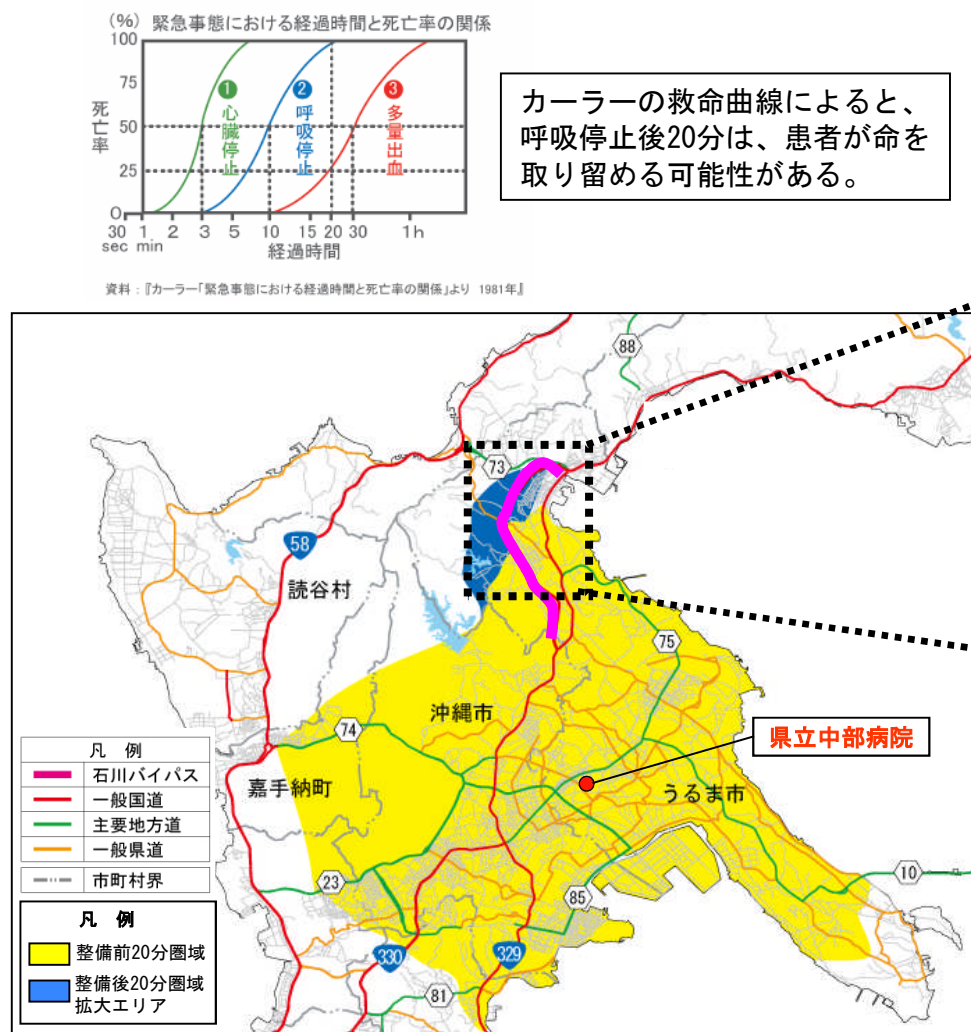 (%) 緊急事態における経過時間と死亡率の関係
100
75
50
25
0
死亡率
1 心臓停止
2 呼吸停止
3 多量出血
30 1 2 3 5 10 15 20 30 1h
sec min
経過時間
資料：『カーラー「緊急事態における経過時間と死亡率の関係」より 1981年』
カーラーの救命曲線によると、
呼吸停止後20分は、患者が命を
取り留める可能性がある。
88
73
58
読谷村
75
沖縄市
74
県立中部病院
嘉手納町
うるま市
23
10
85
330
329
81
凡 例
石川バイパス
一般国道
主要地方道
一般県道
市町村界
凡 例
整備前20分圏域
整備後20分圏域
拡大エリア